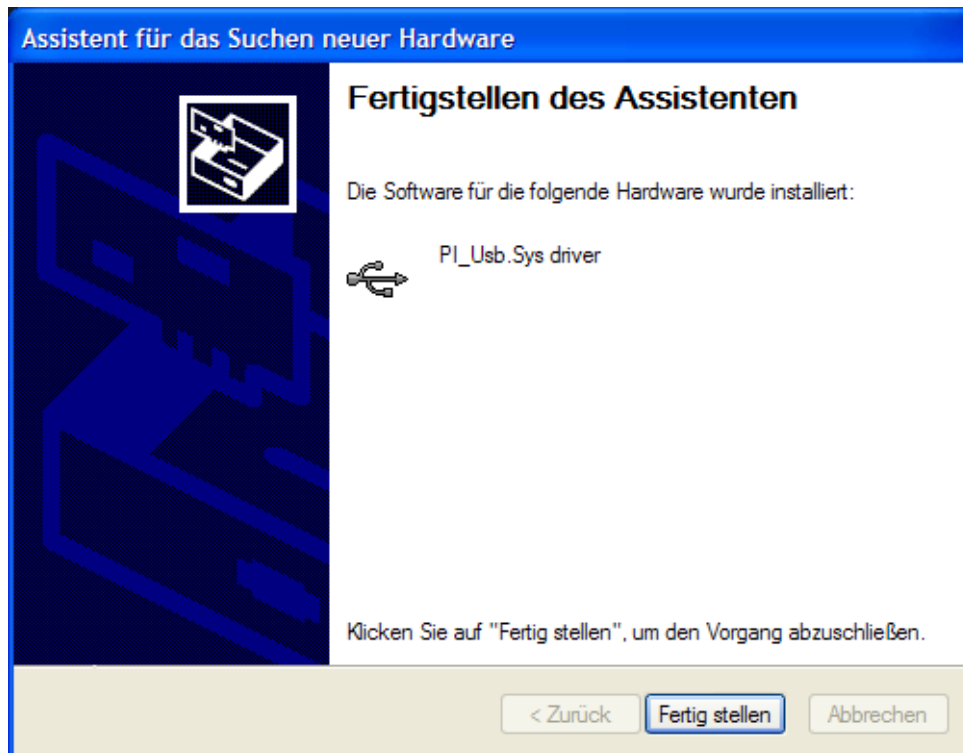 Assistent für das Suchen neuer Hardware
Fertigstellen des Assistenten
Die Software für die folgende Hardware wurde installiert:
PI_Usb.Sys driver
Klicken Sie auf "Fertig stellen", um den Vorgang abzuschließen.
< Zurück Fertig stellen Abbrechen